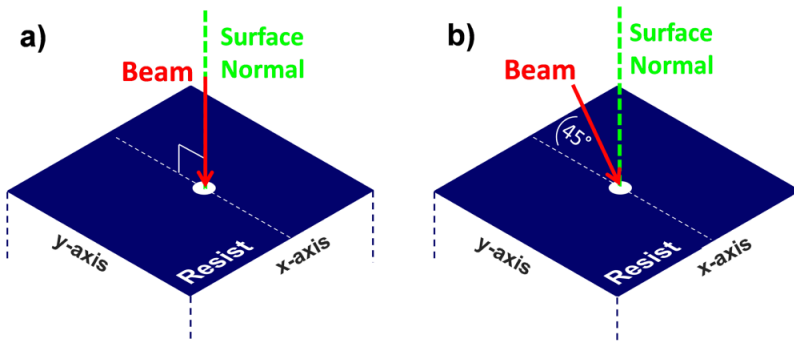 a)
Surface
Normal
Beam
y-axis
Resist
x-axis
b)
Surface
Normal
Beam
45°
y-axis
Resist
x-axis